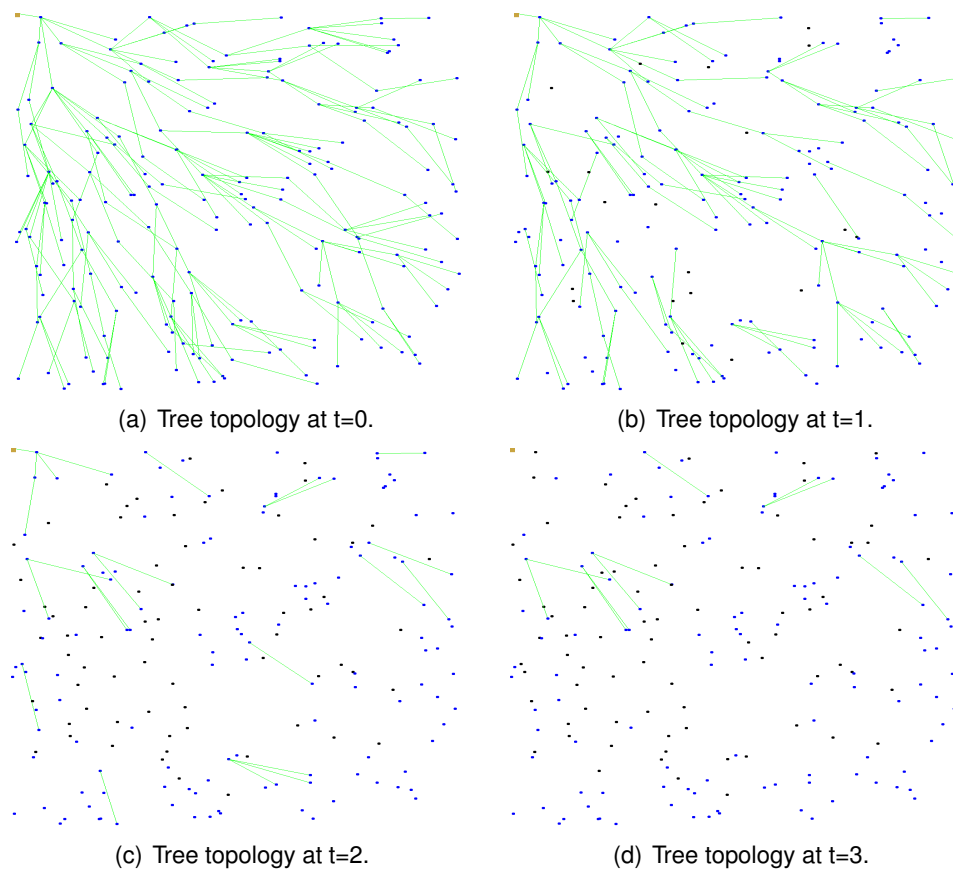 (a) Tree topology at t=0.
(b) Tree topology at t=1.
(c) Tree topology at t=2.
(d) Tree topology at t=3.